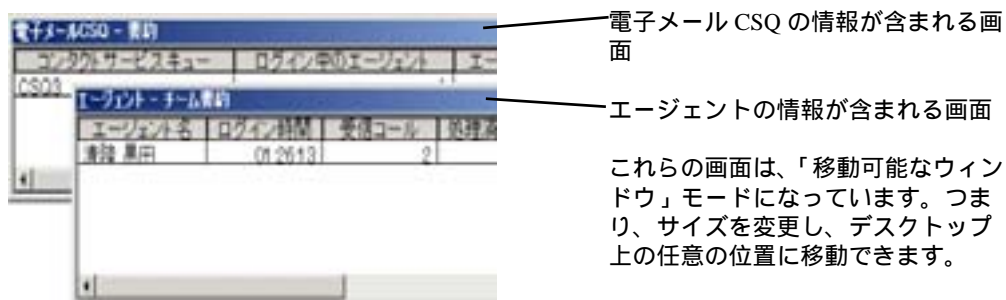 電子メールCSQ - 要約
コンタクトサービスキュー ログイン中のエージェント エー
CSQ3
エージェント - チーム要約
エージェント名 ログイン時間 受信コール 処理済
黒田 01:26:13 2
電子メール CSQ の情報が含まれる画
面
エージェントの情報が含まれる画面
これらの画面は、「移動可能なウィン
ドウ」モードになっています。つま
り、サイズを変更し、デスクトップ
上の任意の位置に移動できます。